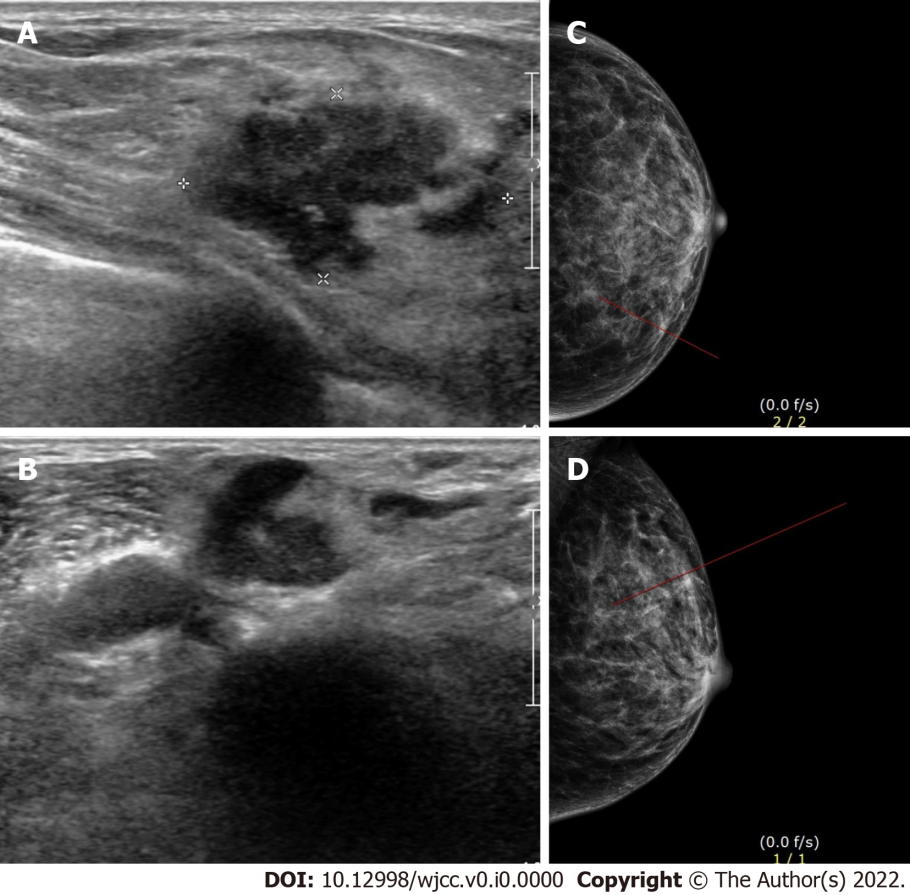 A
C
(0.0 f/s)
2 / 2
B
D
(0.0 f/s)
1 / 1
DOI: 10.12998/wjcc.v0.i0.0000 Copyright © The Author(s) 2022.